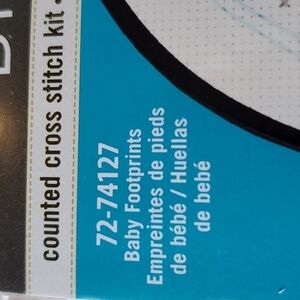 counted cross stitch kit •
72-74127
Baby Footprints
Empreintes de pieds
de bébé / Huellas
de bebé